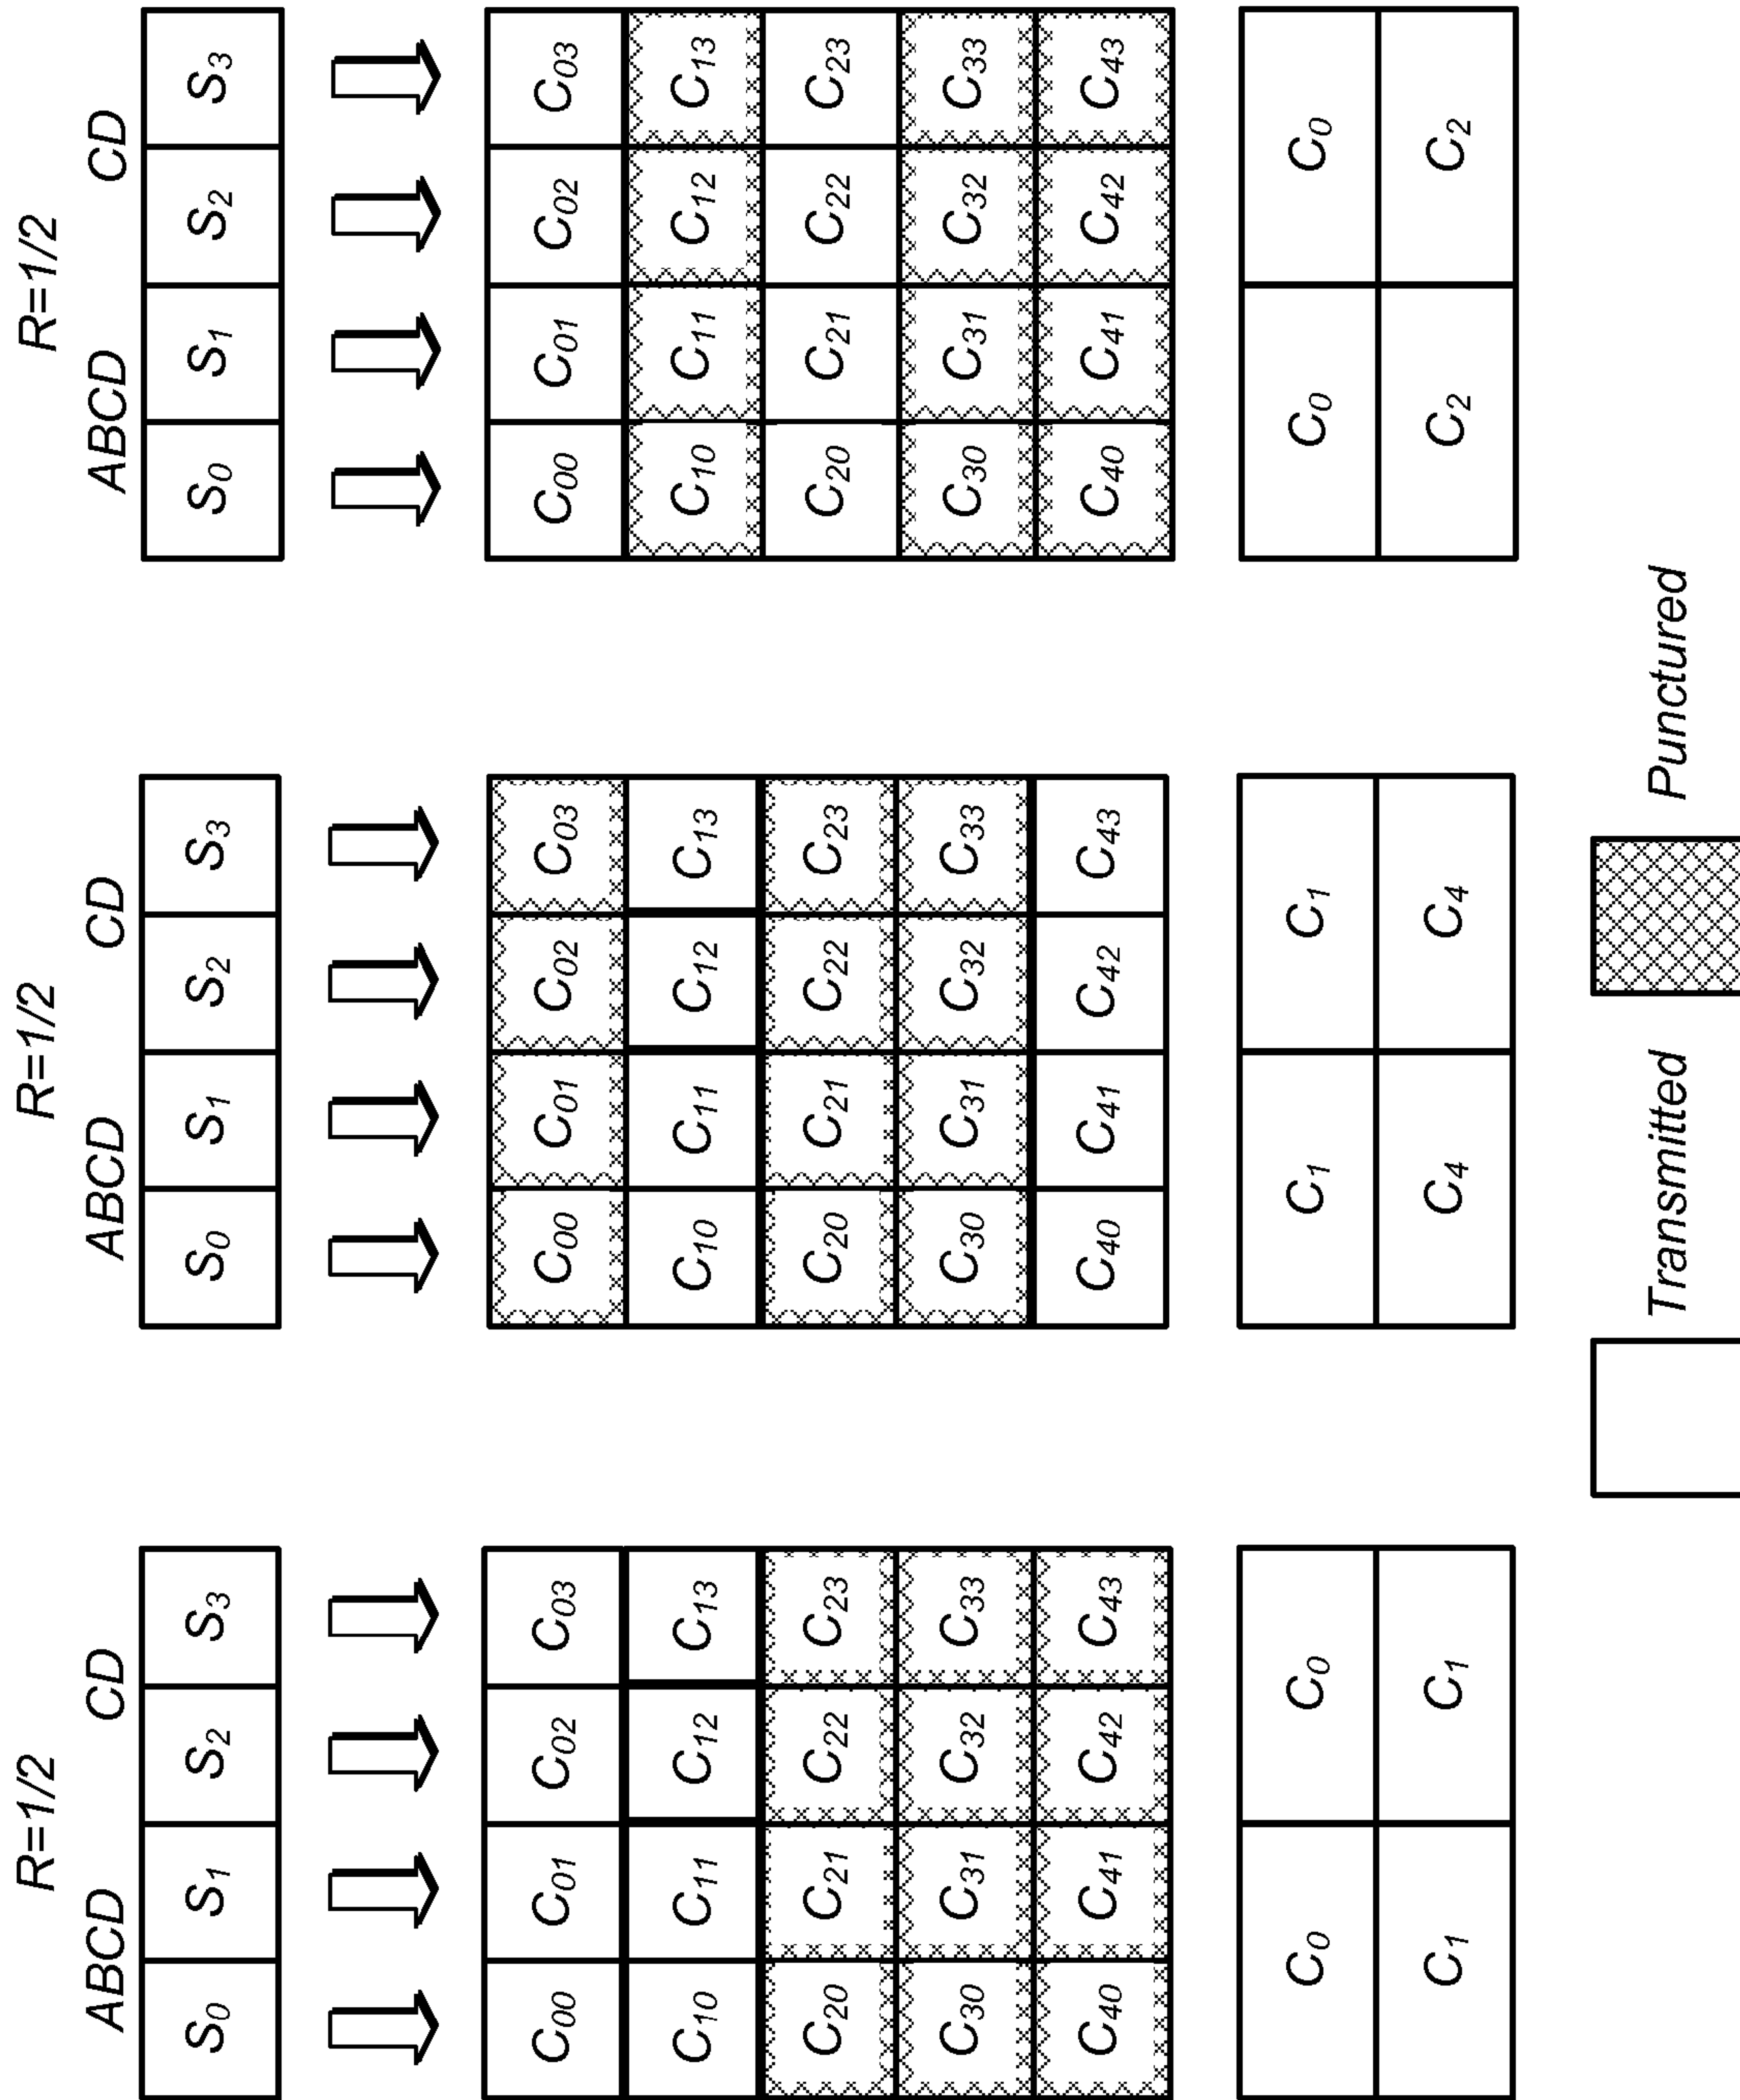 R=1/2 R=1/2 R=1/2
ABCD CD ABCD CD ABCD CD
S0 S1 S2 S3 S0 S1 S2 S3 S0 S1 S2 S3
C00 C01 C02 C03 C00 C01 C02 C03 C00 C01 C02 C03
C10 C11 C12 C13 C10 C11 C12 C13 C10 C11 C12 C13
C20 C21 C22 C23 C20 C21 C22 C23 C20 C21 C22 C23
C30 C31 C32 C33 C30 C31 C32 C33 C30 C31 C32 C33
C40 C41 C42 C43 C40 C41 C42 C43 C40 C41 C42 C43
C0 C0 C1 C1 C0 C0
C1 C1 C4 C4 C2 C2
Transmitted Punctured